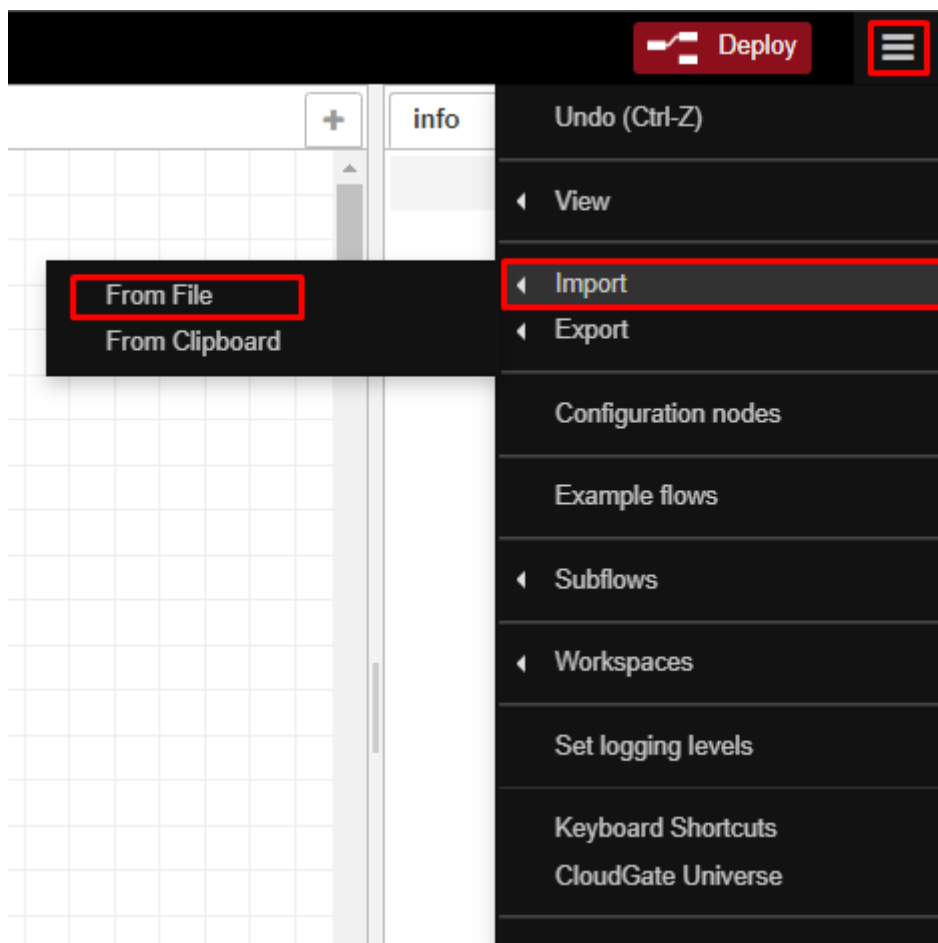 Deploy
+
info
Undo (Ctrl-Z)
View
Import
From File
From Clipboard
Export
Configuration nodes
Example flows
Subflows
Workspaces
Set logging levels
Keyboard Shortcuts
CloudGate Universe